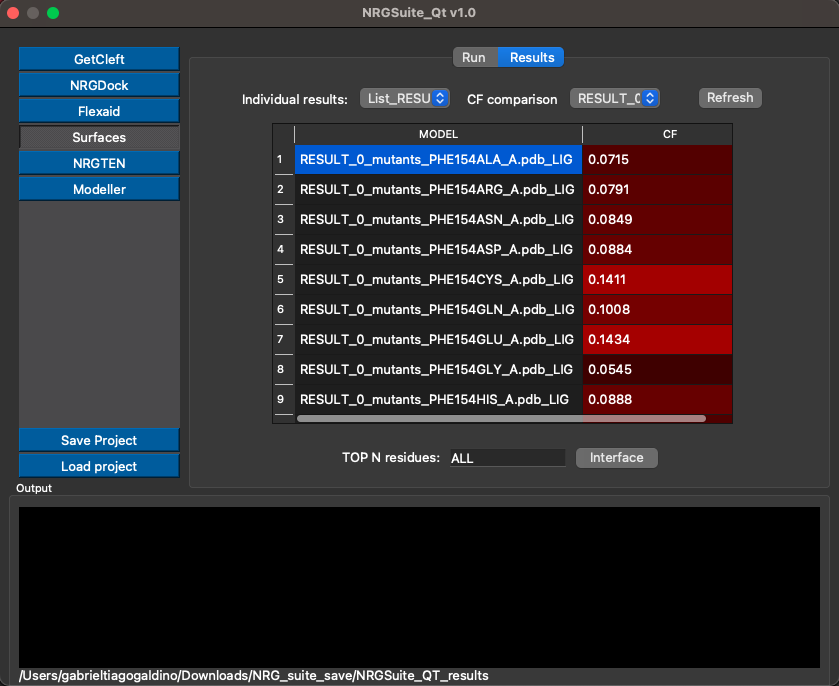 NRGSuite_Qt v1.0
GetCleft
NRGDock
Flexaid
Surfaces
NRGTEN
Modeller
Save Project
Load project
Run Results
Individual results: List_RESU CF comparison RESULT_0 Refresh
MODEL CF
1 RESULT_0_mutants_PHE154ALA_A.pdb_LIG 0.0715
2 RESULT_0_mutants_PHE154ARG_A.pdb_LIG 0.0791
3 RESULT_0_mutants_PHE154ASN_A.pdb_LIG 0.0849
4 RESULT_0_mutants_PHE154ASP_A.pdb_LIG 0.0884
5 RESULT_0_mutants_PHE154CYS_A.pdb_LIG 0.1411
6 RESULT_0_mutants_PHE154GLN_A.pdb_LIG 0.1008
7 RESULT_0_mutants_PHE154GLU_A.pdb_LIG 0.1434
8 RESULT_0_mutants_PHE154GLY_A.pdb_LIG 0.0545
9 RESULT_0_mutants_PHE154HIS_A.pdb_LIG 0.0888
TOP N residues: ALL Interface
Output
/Users/gabrieltiagogaldino/Downloads/NRG_suite_save/NRGSuite_QT_results